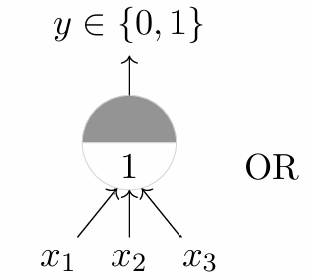 y ∈ {0, 1}
1
OR
x₁ x₂ x₃